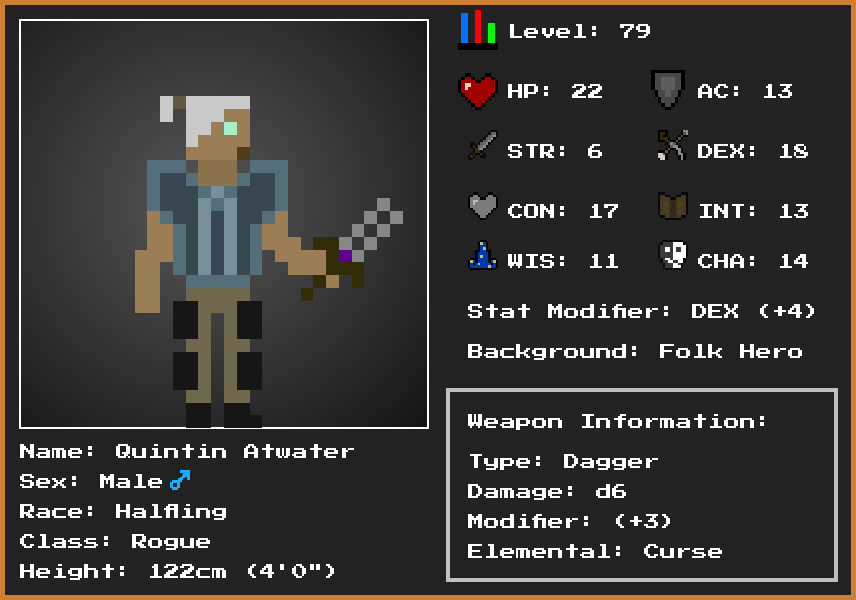 Level: 79
HP: 22
AC: 13
STR: 6
DEX: 18
CON: 17
INT: 13
WIS: 11
CHA: 14
Stat Modifier: DEX (+4)
Background: Folk Hero
Weapon Information:
Type: Dagger
Damage: d6
Modifier: (+3)
Elemental: Curse
Name: Quintin Atwater
Sex: Male♂
Race: Halfling
Class: Rogue
Height: 122cm (4'0")